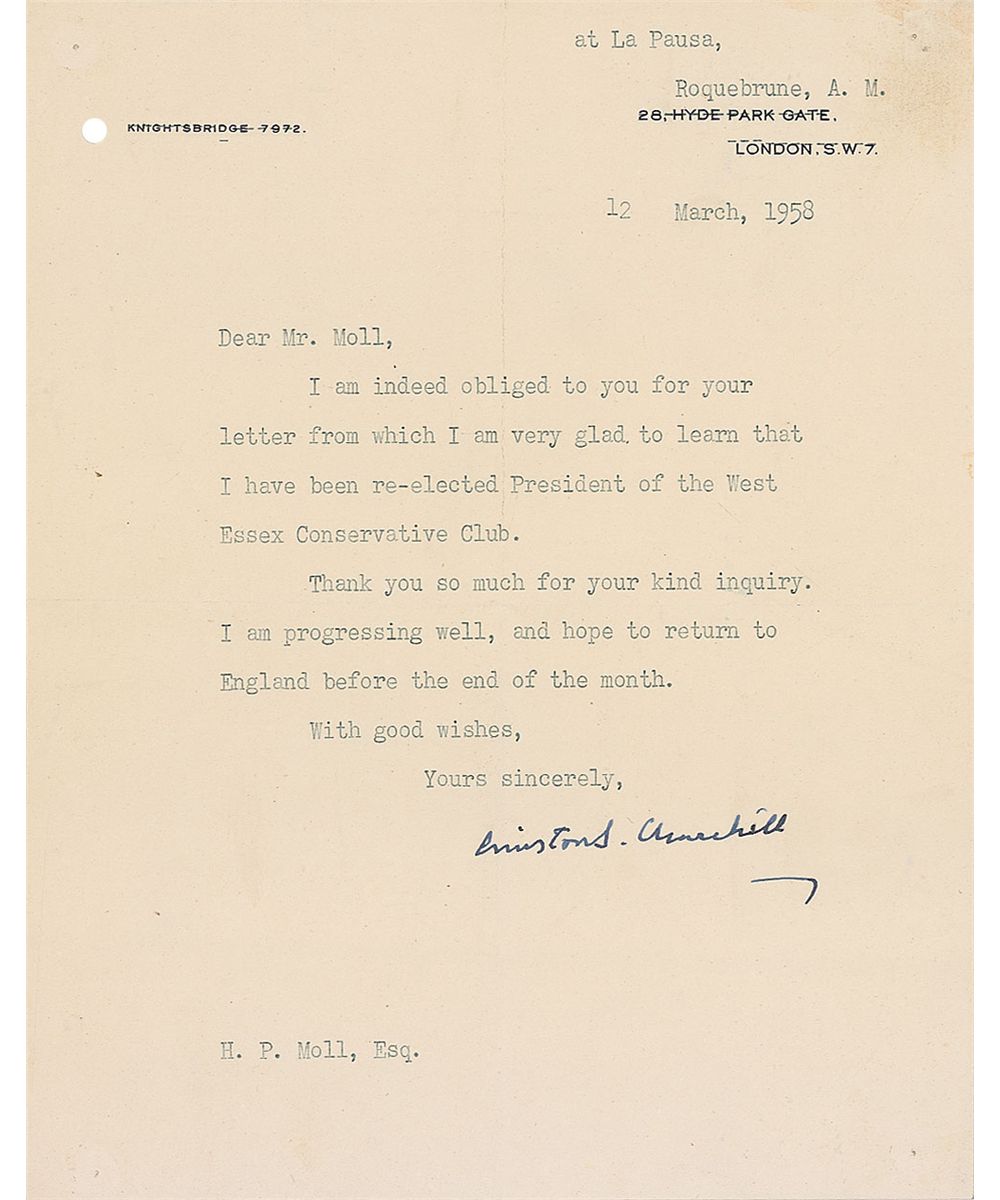 at La Pausa,
Roquebrune, A. M.
KNIGHTSBRIDGE 7972.
28, HYDE PARK GATE,
LONDON, S.W.7.
12 March, 1958
Dear Mr. Moll,
I am indeed obliged to you for your
letter from which I am very glad to learn that
I have been re-elected President of the West
Essex Conservative Club.
Thank you so much for your kind inquiry.
I am progressing well, and hope to return to
England before the end of the month.
With good wishes,
Yours sincerely,
Winston S. Churchill
H. P. Moll, Esq.